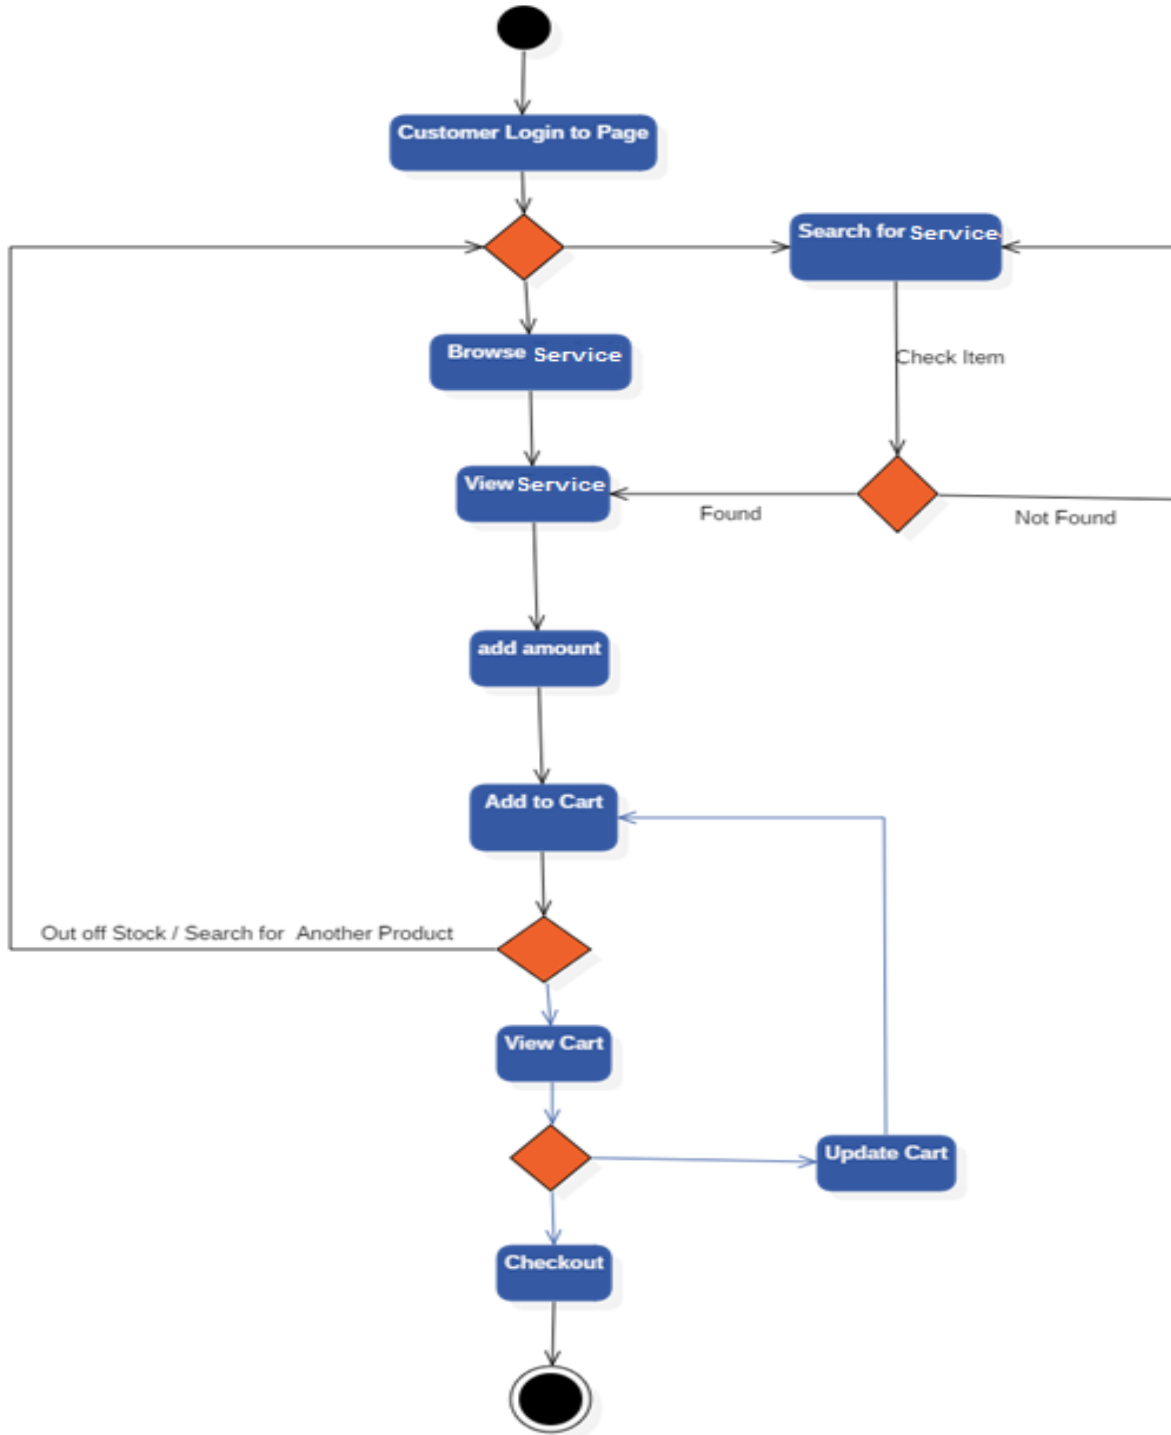 Customer Login to Page
Search for Service
Browse Service
Check Item
View Service
Found
Not Found
add amount
Add to Cart
Out off Stock / Search for Another Product
View Cart
Update Cart
Checkout